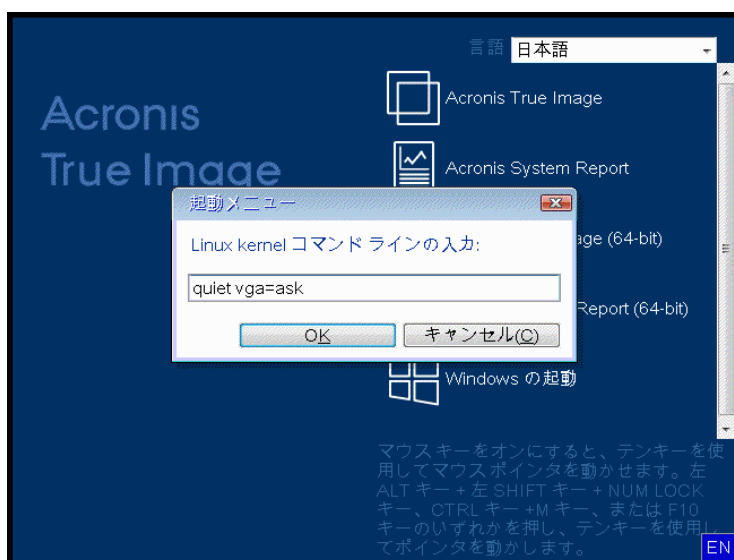 言語 日本語
Acronis
True Image
Acronis True Image
Acronis System Report
起動メニュー
Linux kernel コマンド ラインの入力:
quiet vga=ask
OK
キャンセル(C)
age (64-bit)
Report (64-bit)
Windows の起動
マウス キーをオンにすると、テンキーを使
用してマウス ポインタを動かせます。左
ALT キー + 左 SHIFT キー + NUM LOCK
キー、CTRL キー +M キー、または F10
キーのいずれかを押し、テンキーを使用し
てポインタを動かします。
EN